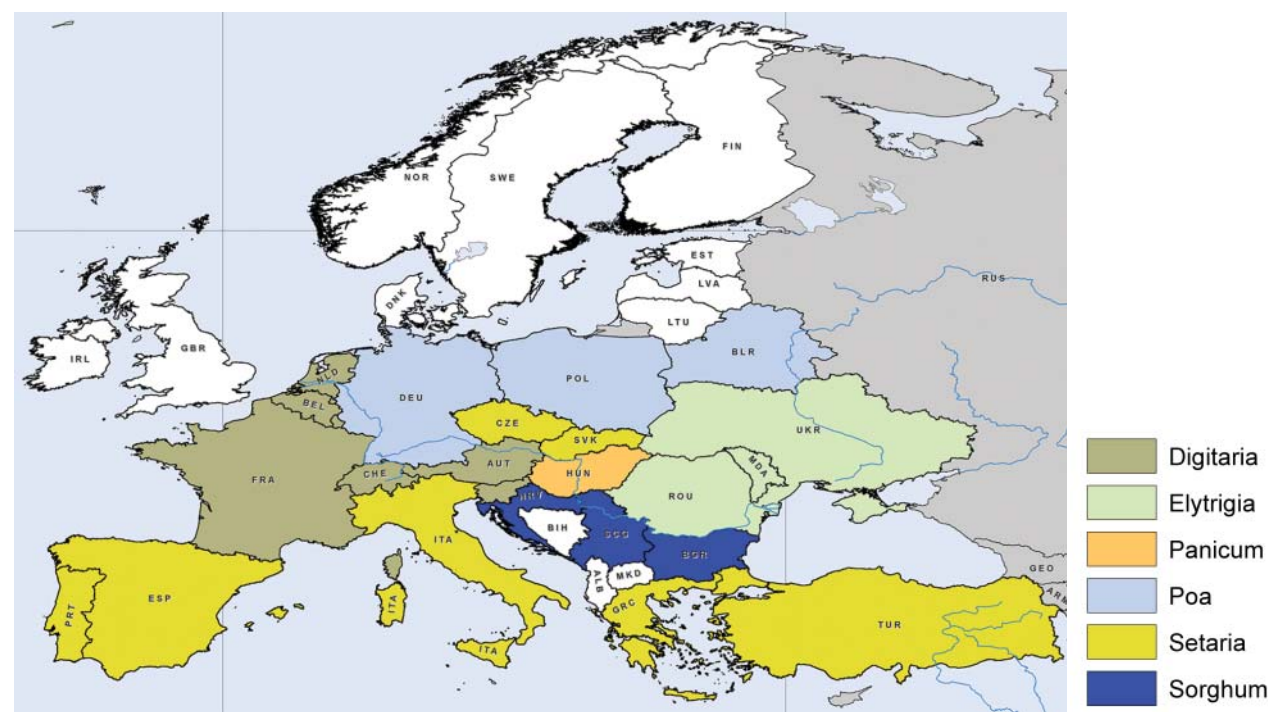 FIN
NOR
SWE
EST
RUS
LVA
DNK
LTU
IRL
GBR
BLR
NLD
POL
DEU
BEL
CZE
UKR
SVK
AUT
MDA
CHE
HUN
FRA
ROU
HRV
BIH
SCG
ITA
BGR
GEO
ALB
MKD
ARM
ESP
PRT
ITA
GRC
TUR
ITA
Digitaria
Elytrigia
Panicum
Poa
Setaria
Sorghum